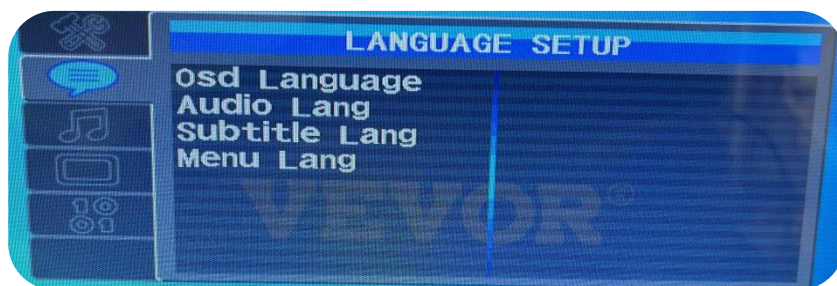 LANGUAGE SETUP
Osd Language
Audio Lang
Subtitle Lang
Menu Lang
VEVOR®